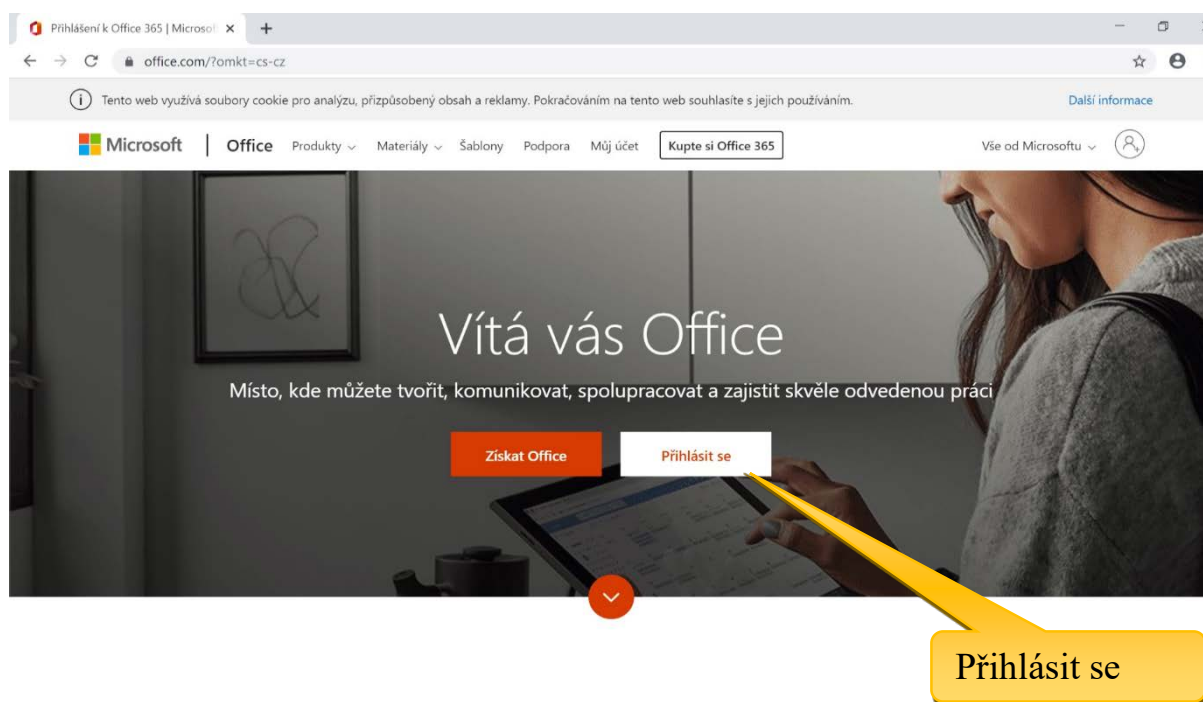 Přihlášení k Office 365 | Microso
office.com/?omkt=cs-cz
Tento web využívá soubory cookie pro analýzu, přizpůsobený obsah a reklamy. Pokračováním na tento web souhlasíte s jejich používáním. Další informace
Microsoft | Office Produkty Materiály Šablony Podpora Můj účet Kupte si Office 365 Vše od Microsoftu
Vítá vás Office
Místo, kde můžete tvořit, komunikovat, spolupracovat a zajistit skvěle odvedenou práci
Získat Office Přihlásit se
Přihlásit se